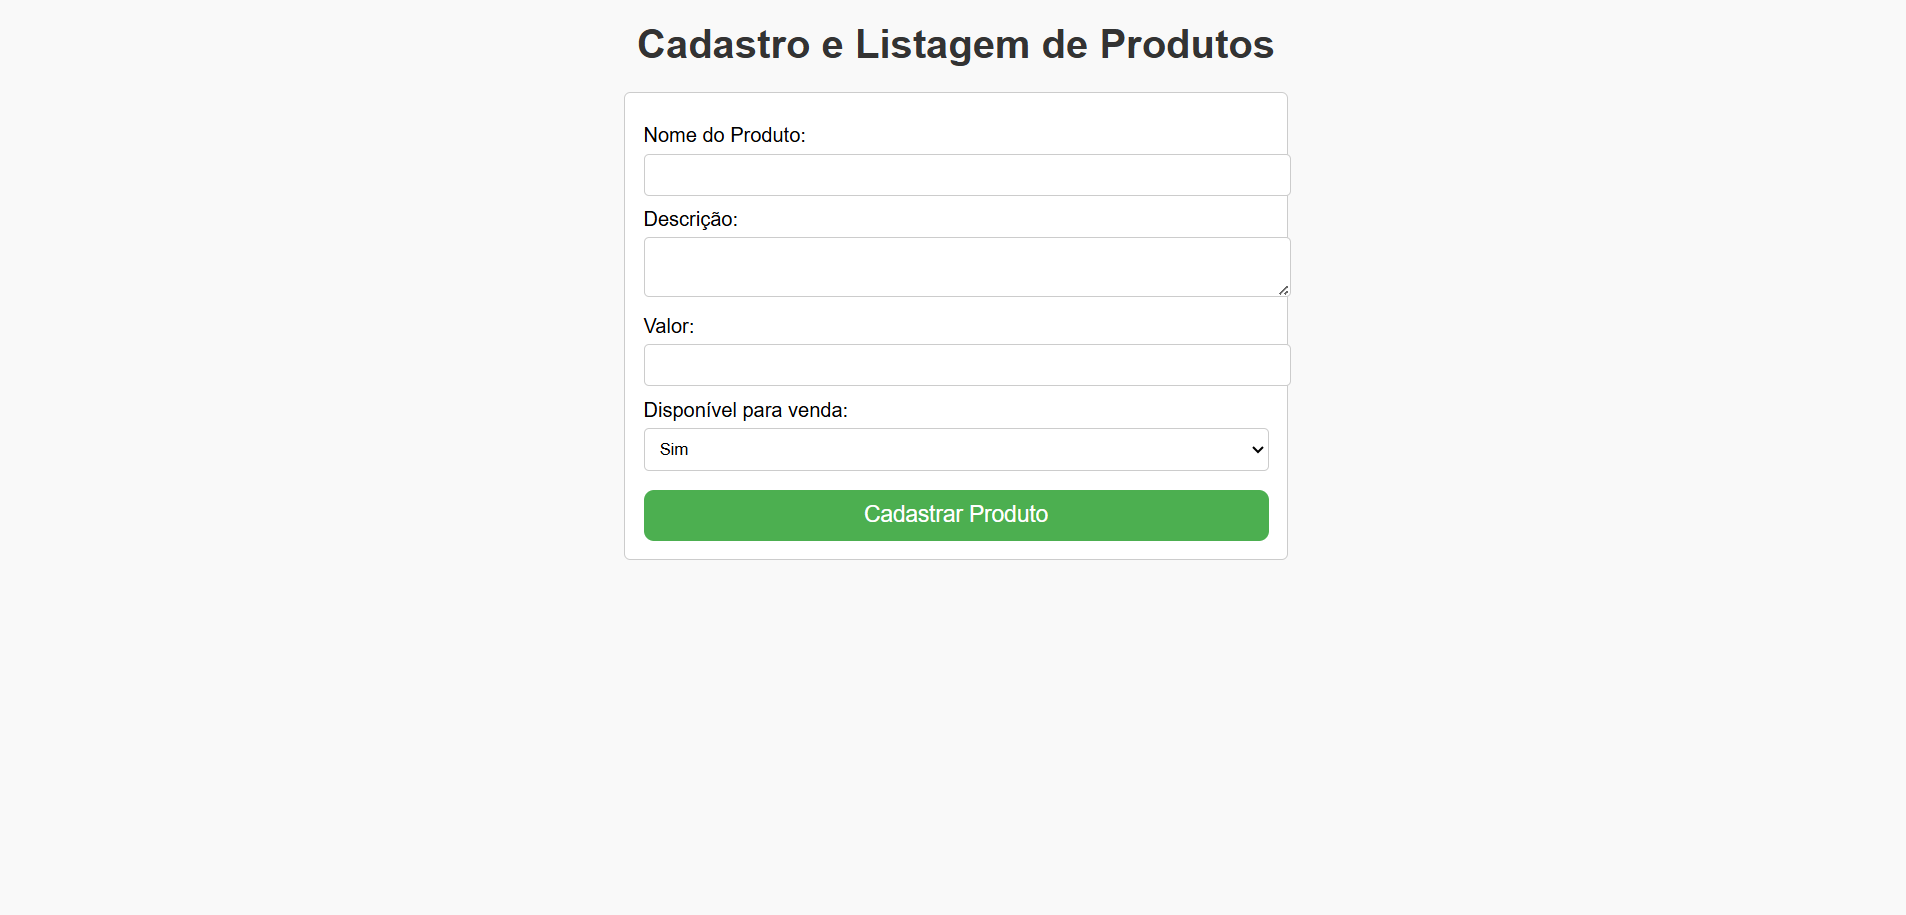 Cadastro e Listagem de Produtos
Nome do Produto:
Descrição:
Valor:
Disponível para venda:
Sim
Cadastrar Produto